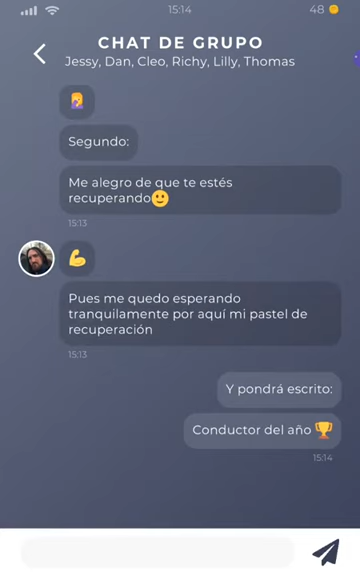 15:14
48
CHAT DE GRUPO
Jessy, Dan, Cleo, Richy, Lilly, Thomas
Segundo:
Me alegro de que te estés
recuperando🙂
15:13
Pues me quedo esperando
tranquilamente por aquí mi pastel de
recuperación
15:13
Y pondrá escrito:
Conductor del año 🏆
15:14